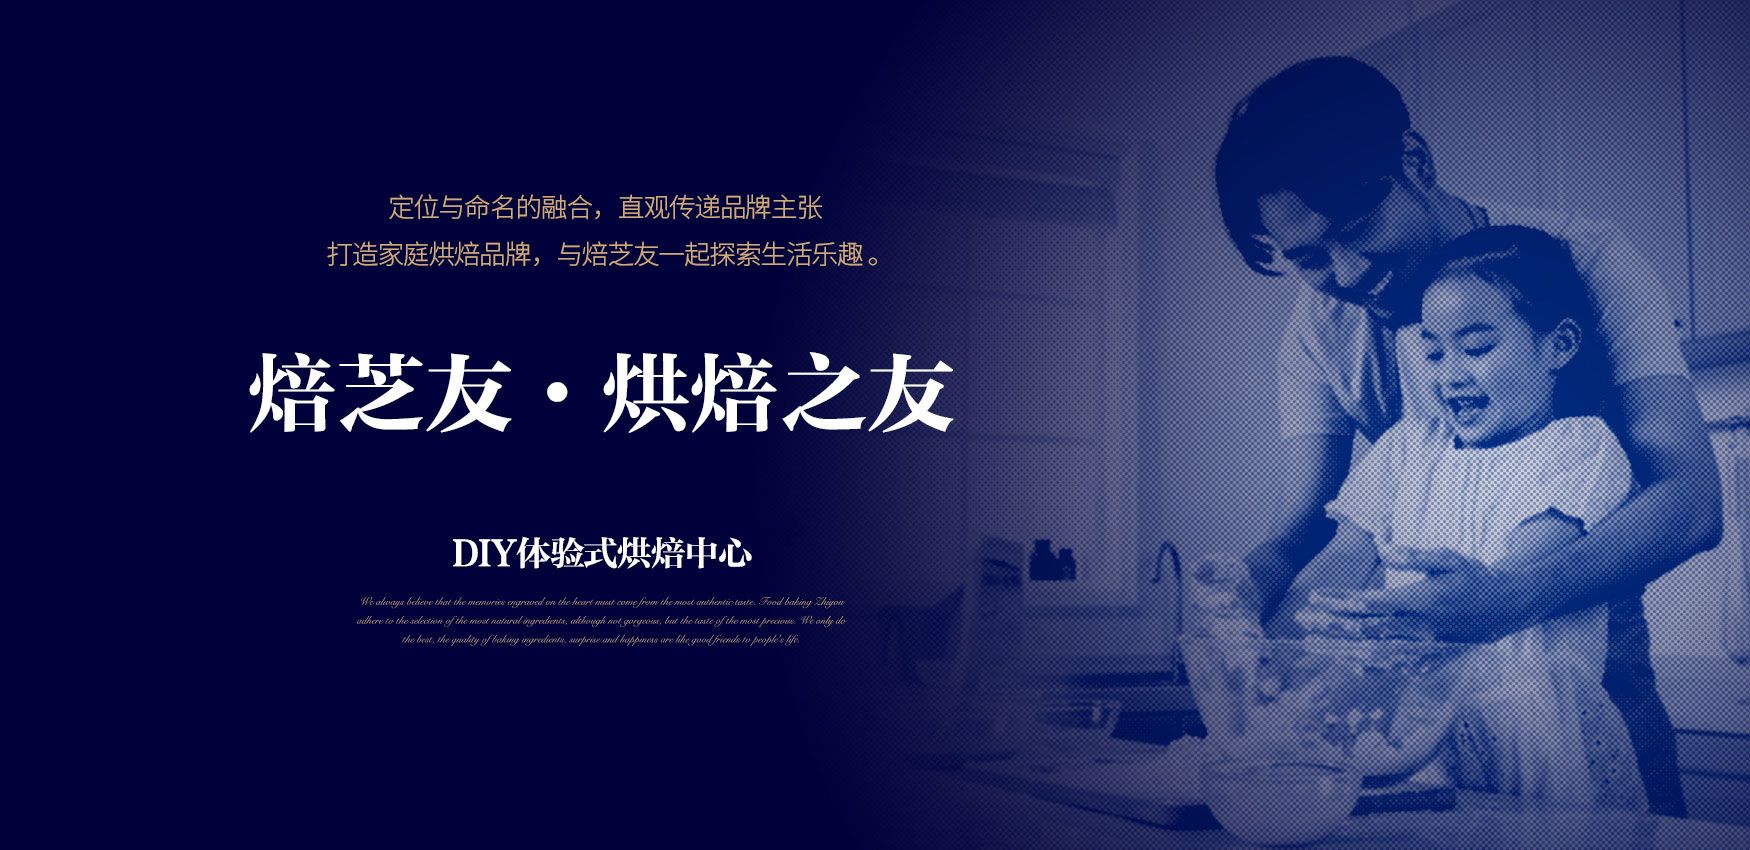 定位与命名的融合，直观传递品牌主张
打造家庭烘焙品牌，与焙芝友一起探索生活乐趣。
焙芝友·烘焙之友
DIY体验式烘焙中心
We always believe that the memories engraved on the heart must come from the most authentic taste. Food baking Zhiyou
adhere to the selection of the most natural ingredients, although not gorgeous, but the taste of the most precious. We only do
the best, the quality of baking ingredients, surprise and happiness are like good friends to people's life.